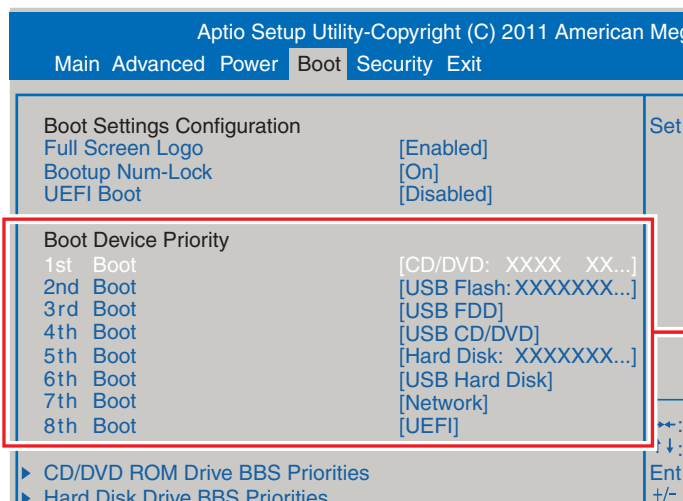 Aptio Setup Utility-Copyright (C) 2011 American
Main Advanced Power Boot Security Exit
Boot Settings Configuration
Full Screen Logo [Enabled]
Bootup Num-Lock [On]
UEFI Boot [Disabled]
Set
Boot Device Priority
1st Boot [CD/DVD: XXXX XX...]
2nd Boot [USB Flash: XXXXXXX...]
3rd Boot [USB FDD]
4th Boot [USB CD/DVD]
5th Boot [Hard Disk: XXXXXXX...]
6th Boot [USB Hard Disk]
7th Boot [Network]
8th Boot [UEFI]
→←:
↑↓:
CD/DVD ROM Drive BBS Priorities
Ent
Hard Disk Drive BBS Priorities
+/-